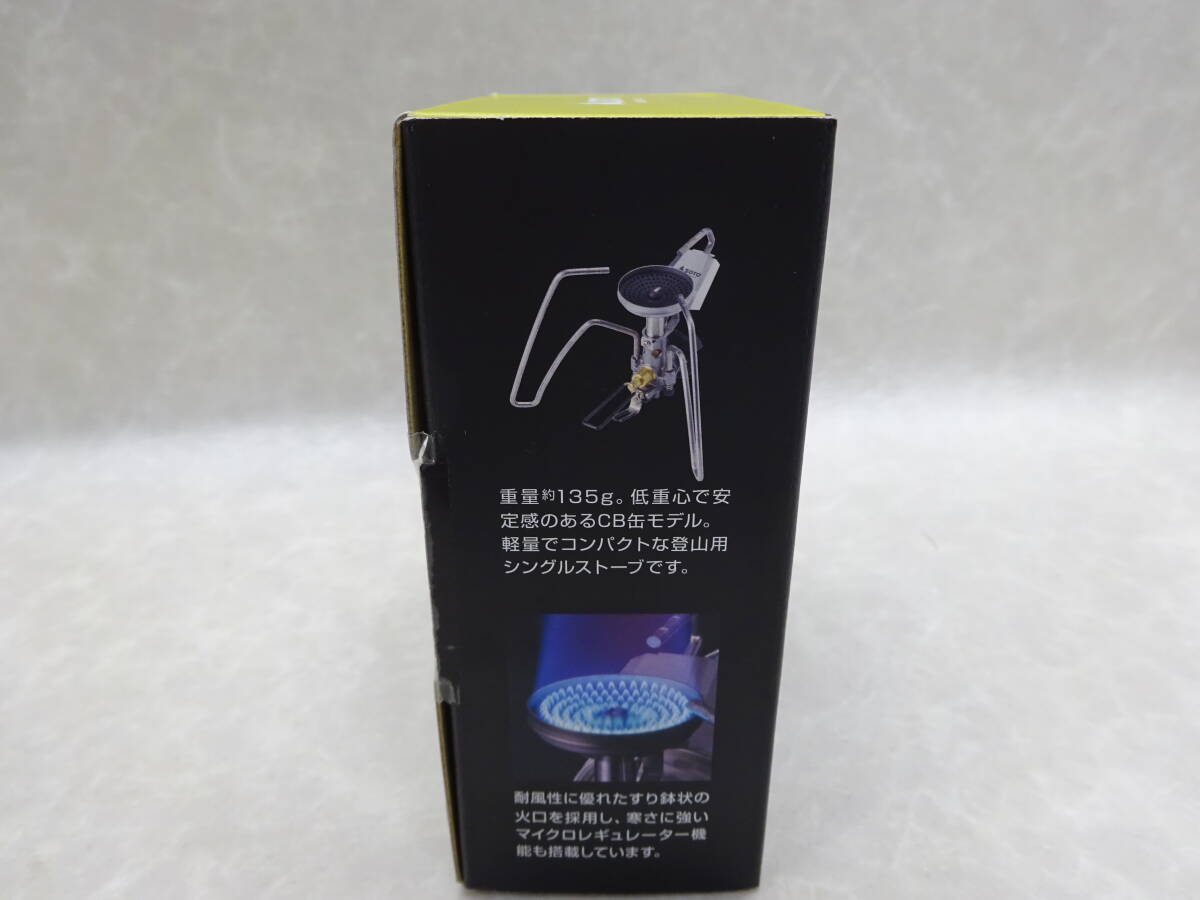 SOTO
重量約135g。低重心で安
定感のあるCB缶モデル。
軽量でコンパクトな登山用
シングルストーブです。
耐風性に優れたすり鉢状の
火口を採用し、寒さに強い
マイクロレギュレーター機
能も搭載しています。